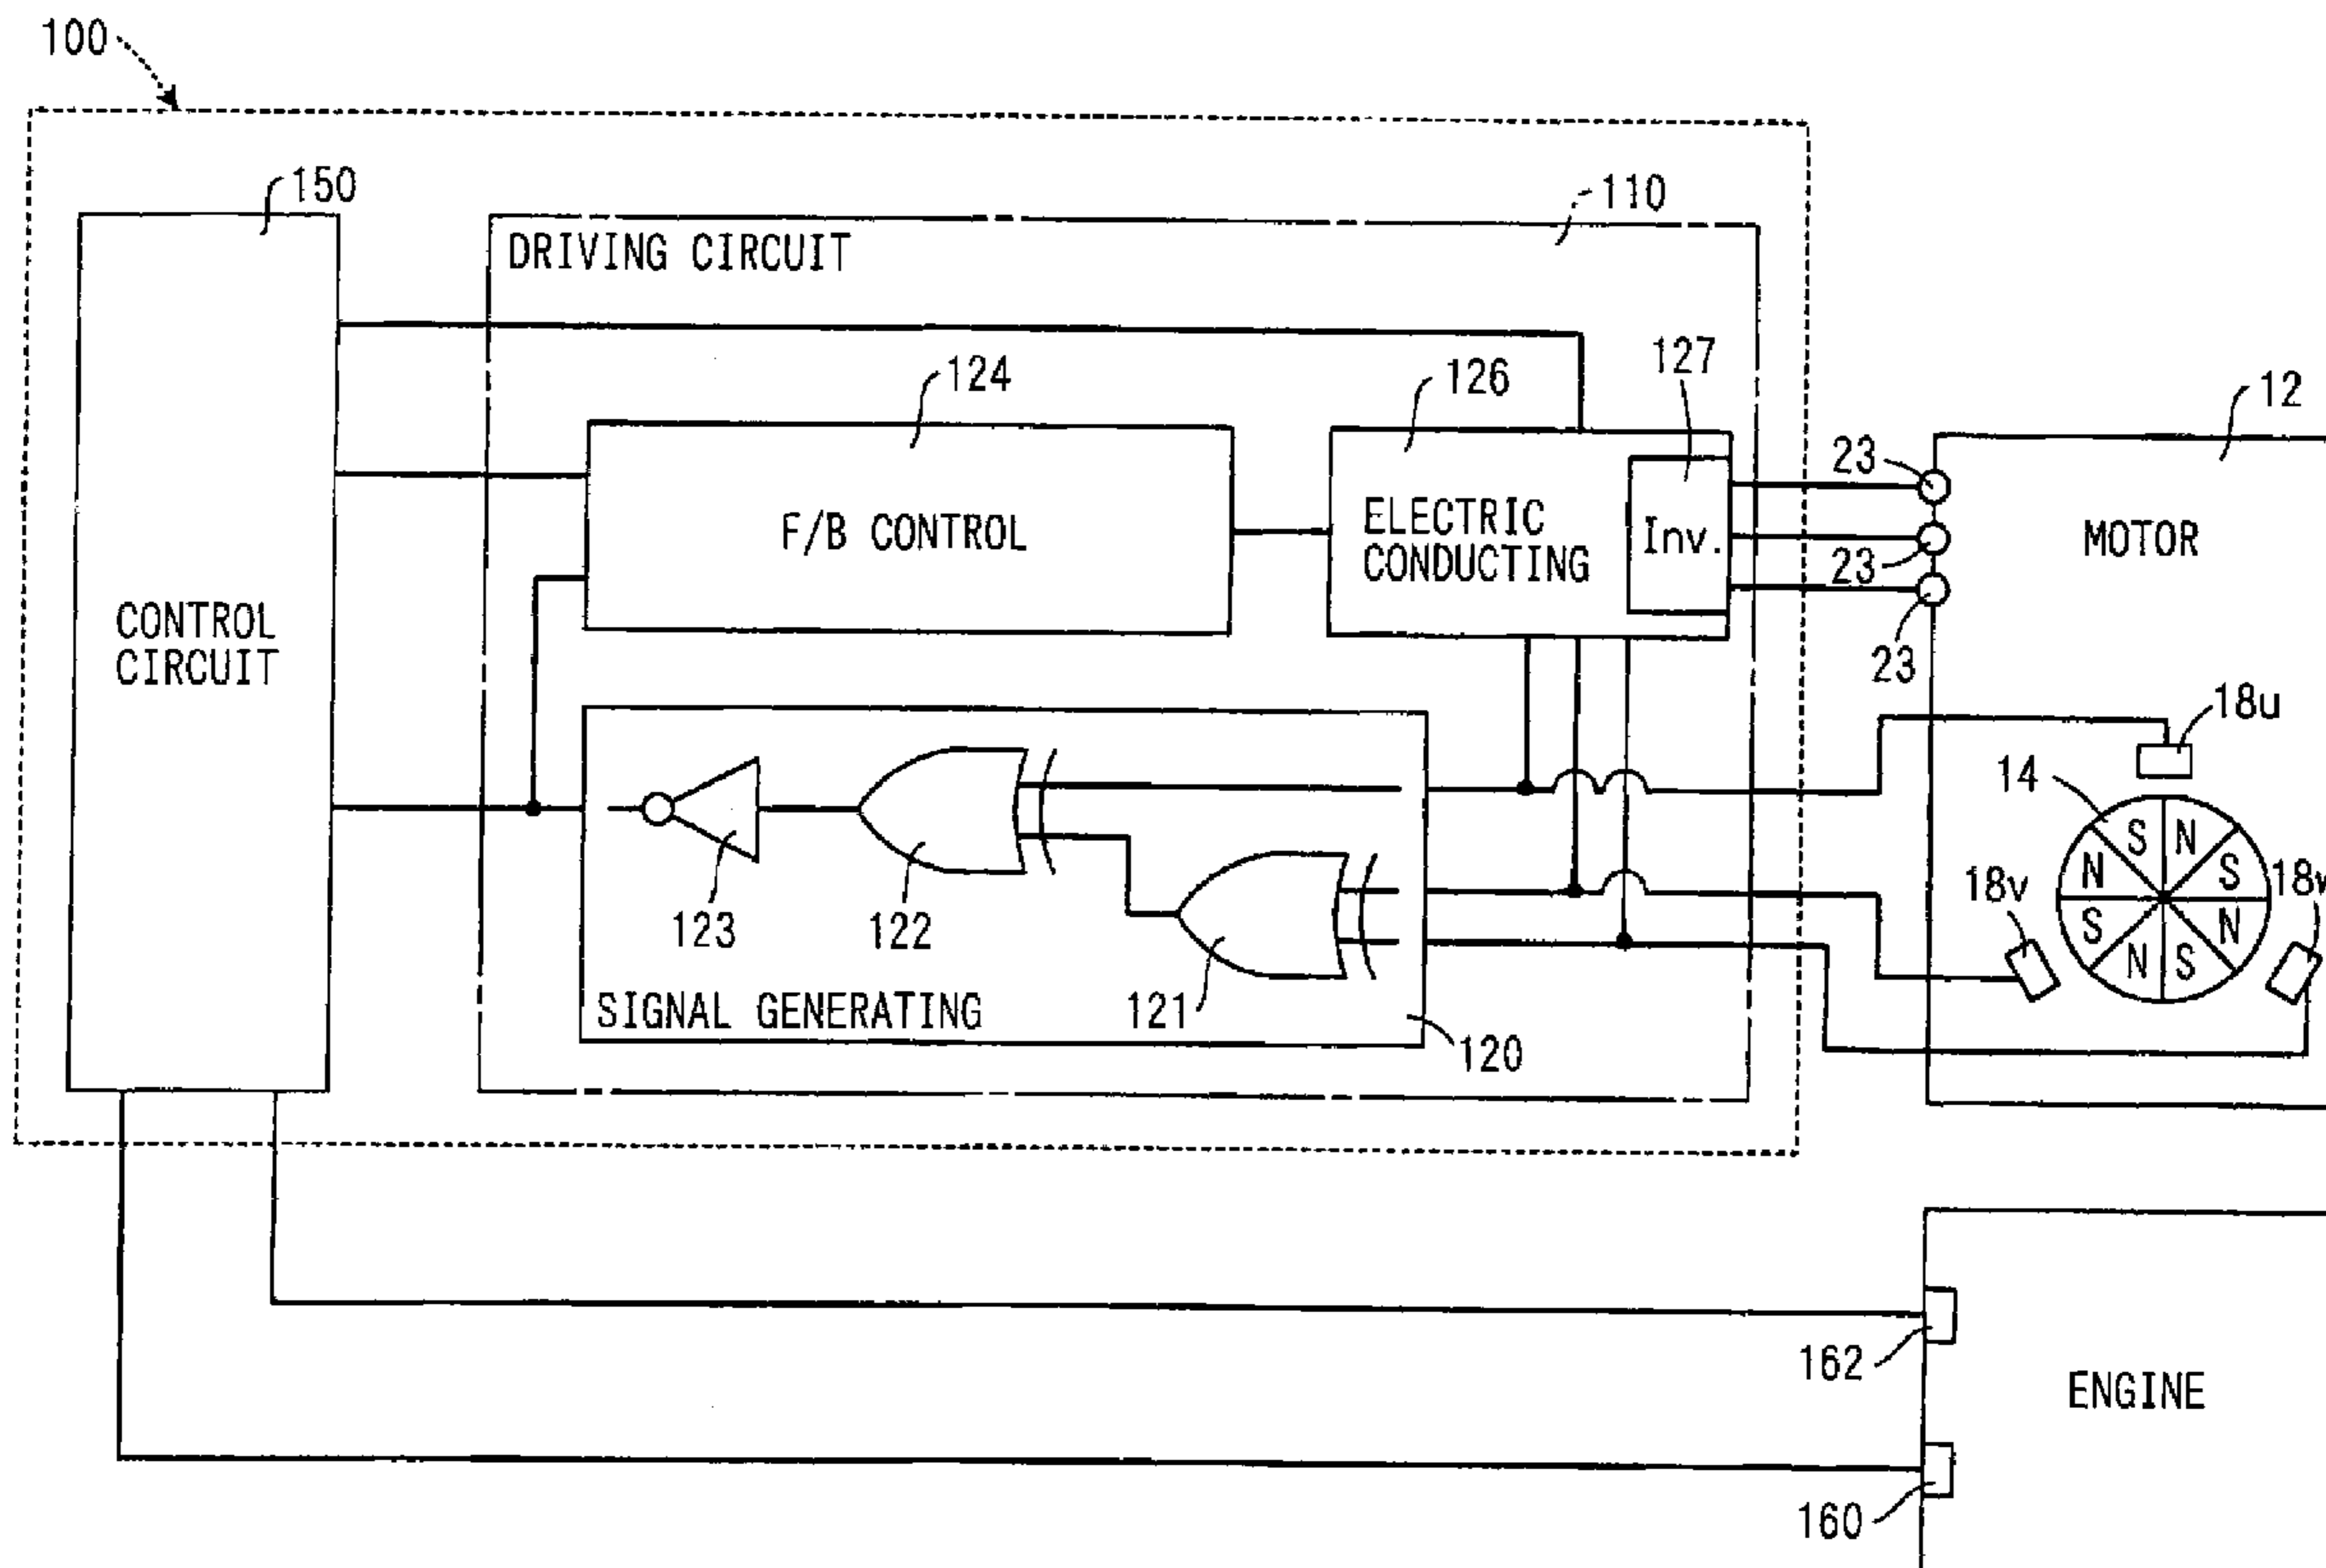 100
150
110
DRIVING CIRCUIT
124
126
127
12
23
23
23
F/B CONTROL
ELECTRIC
CONDUCTING
Inv.
MOTOR
CONTROL
CIRCUIT
18u
14
S N
N S
S N
N S
18v
123
122
121
SIGNAL GENERATING
120
162
ENGINE
160